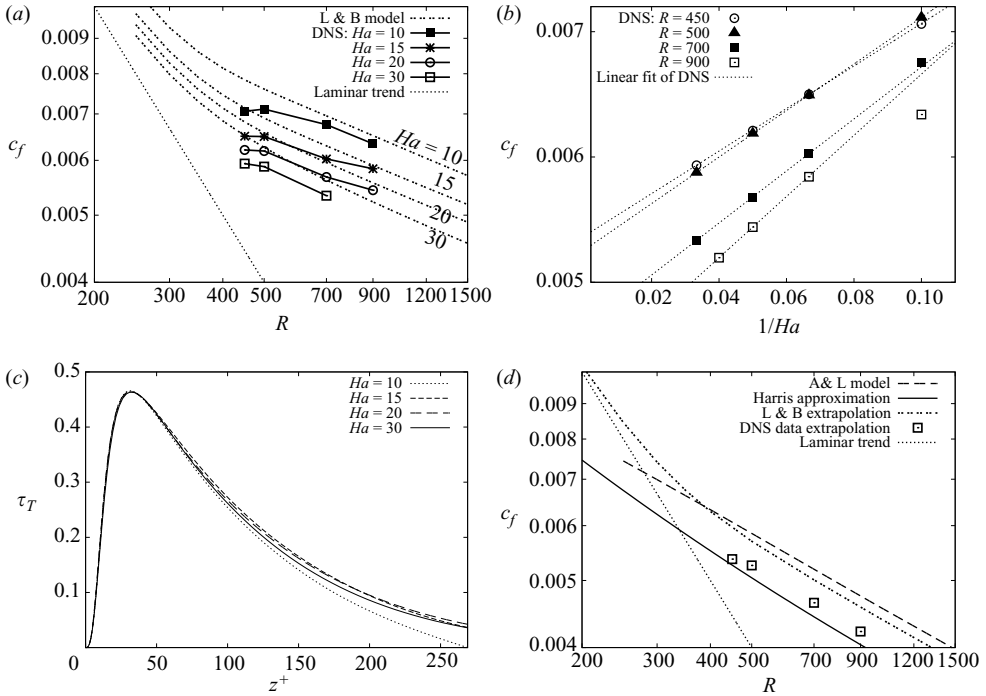 (a)
L & B model
DNS: Ha = 10
Ha = 15
Ha = 20
Ha = 30
Laminar trend
0.009
0.008
0.007
0.006
0.005
0.004
cf
Ha = 10
15
20
30
200 300 400 500 700 900 1200 1500
R
(b)
DNS: R = 450
R = 500
R = 700
R = 900
Linear fit of DNS
0.007
0.006
0.005
cf
0.02 0.04 0.06 0.08 0.10
1/Ha
(c)
Ha = 10
Ha = 15
Ha = 20
Ha = 30
0.5
0.4
0.3
0.2
0.1
τT
0 50 100 150 200 250
z+
(d)
A& L model
Harris approximation
L & B extrapolation
DNS data extrapolation
Laminar trend
0.009
0.008
0.007
0.006
0.005
0.004
cf
200 300 400 500 700 900 1200 1500
R